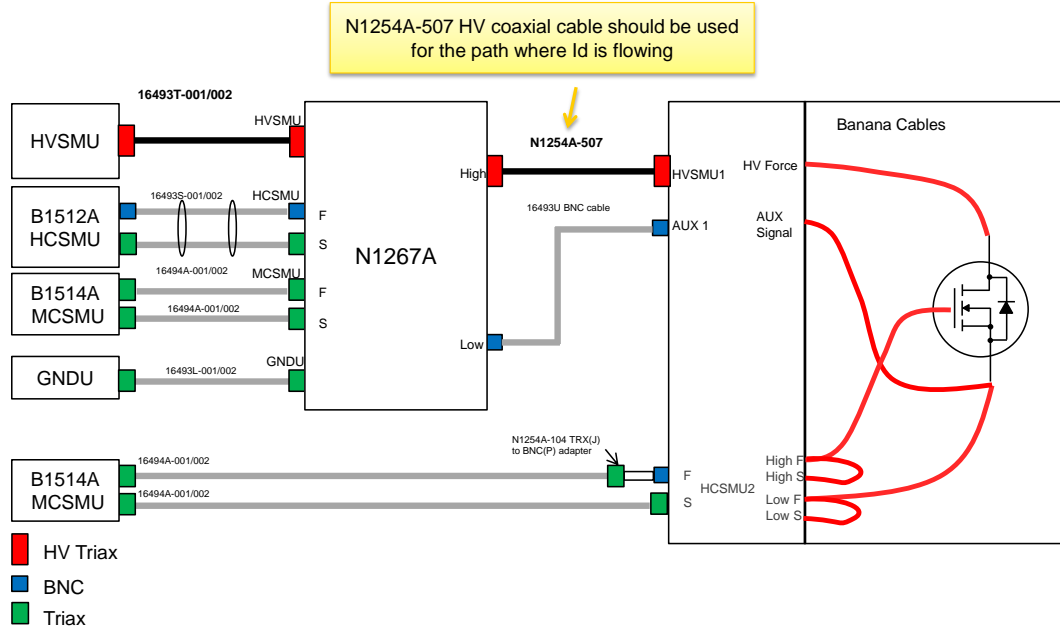 N1254A-507 HV coaxial cable should be used
for the path where Id is flowing
16493T-001/002
HVSMU
HVSMU
N1254A-507
High
HVSMU1
Banana Cables
HV Force
B1512A
HCSMU
16493S-001/002
HCSMU
F
S
16493U BNC cable
AUX 1
AUX
Signal
N1267A
16494A-001/002
B1514A
MCSMU
MCSMU
F
16494A-001/002
S
Low
GNDU
16493L-001/002
GNDU
N1254A-104 TRX(J)
to BNC(P) adapter
B1514A
MCSMU
16494A-001/002
16494A-001/002
F
S
HCSMU2
High F
High S
Low F
Low S
HV Triax
BNC
Triax